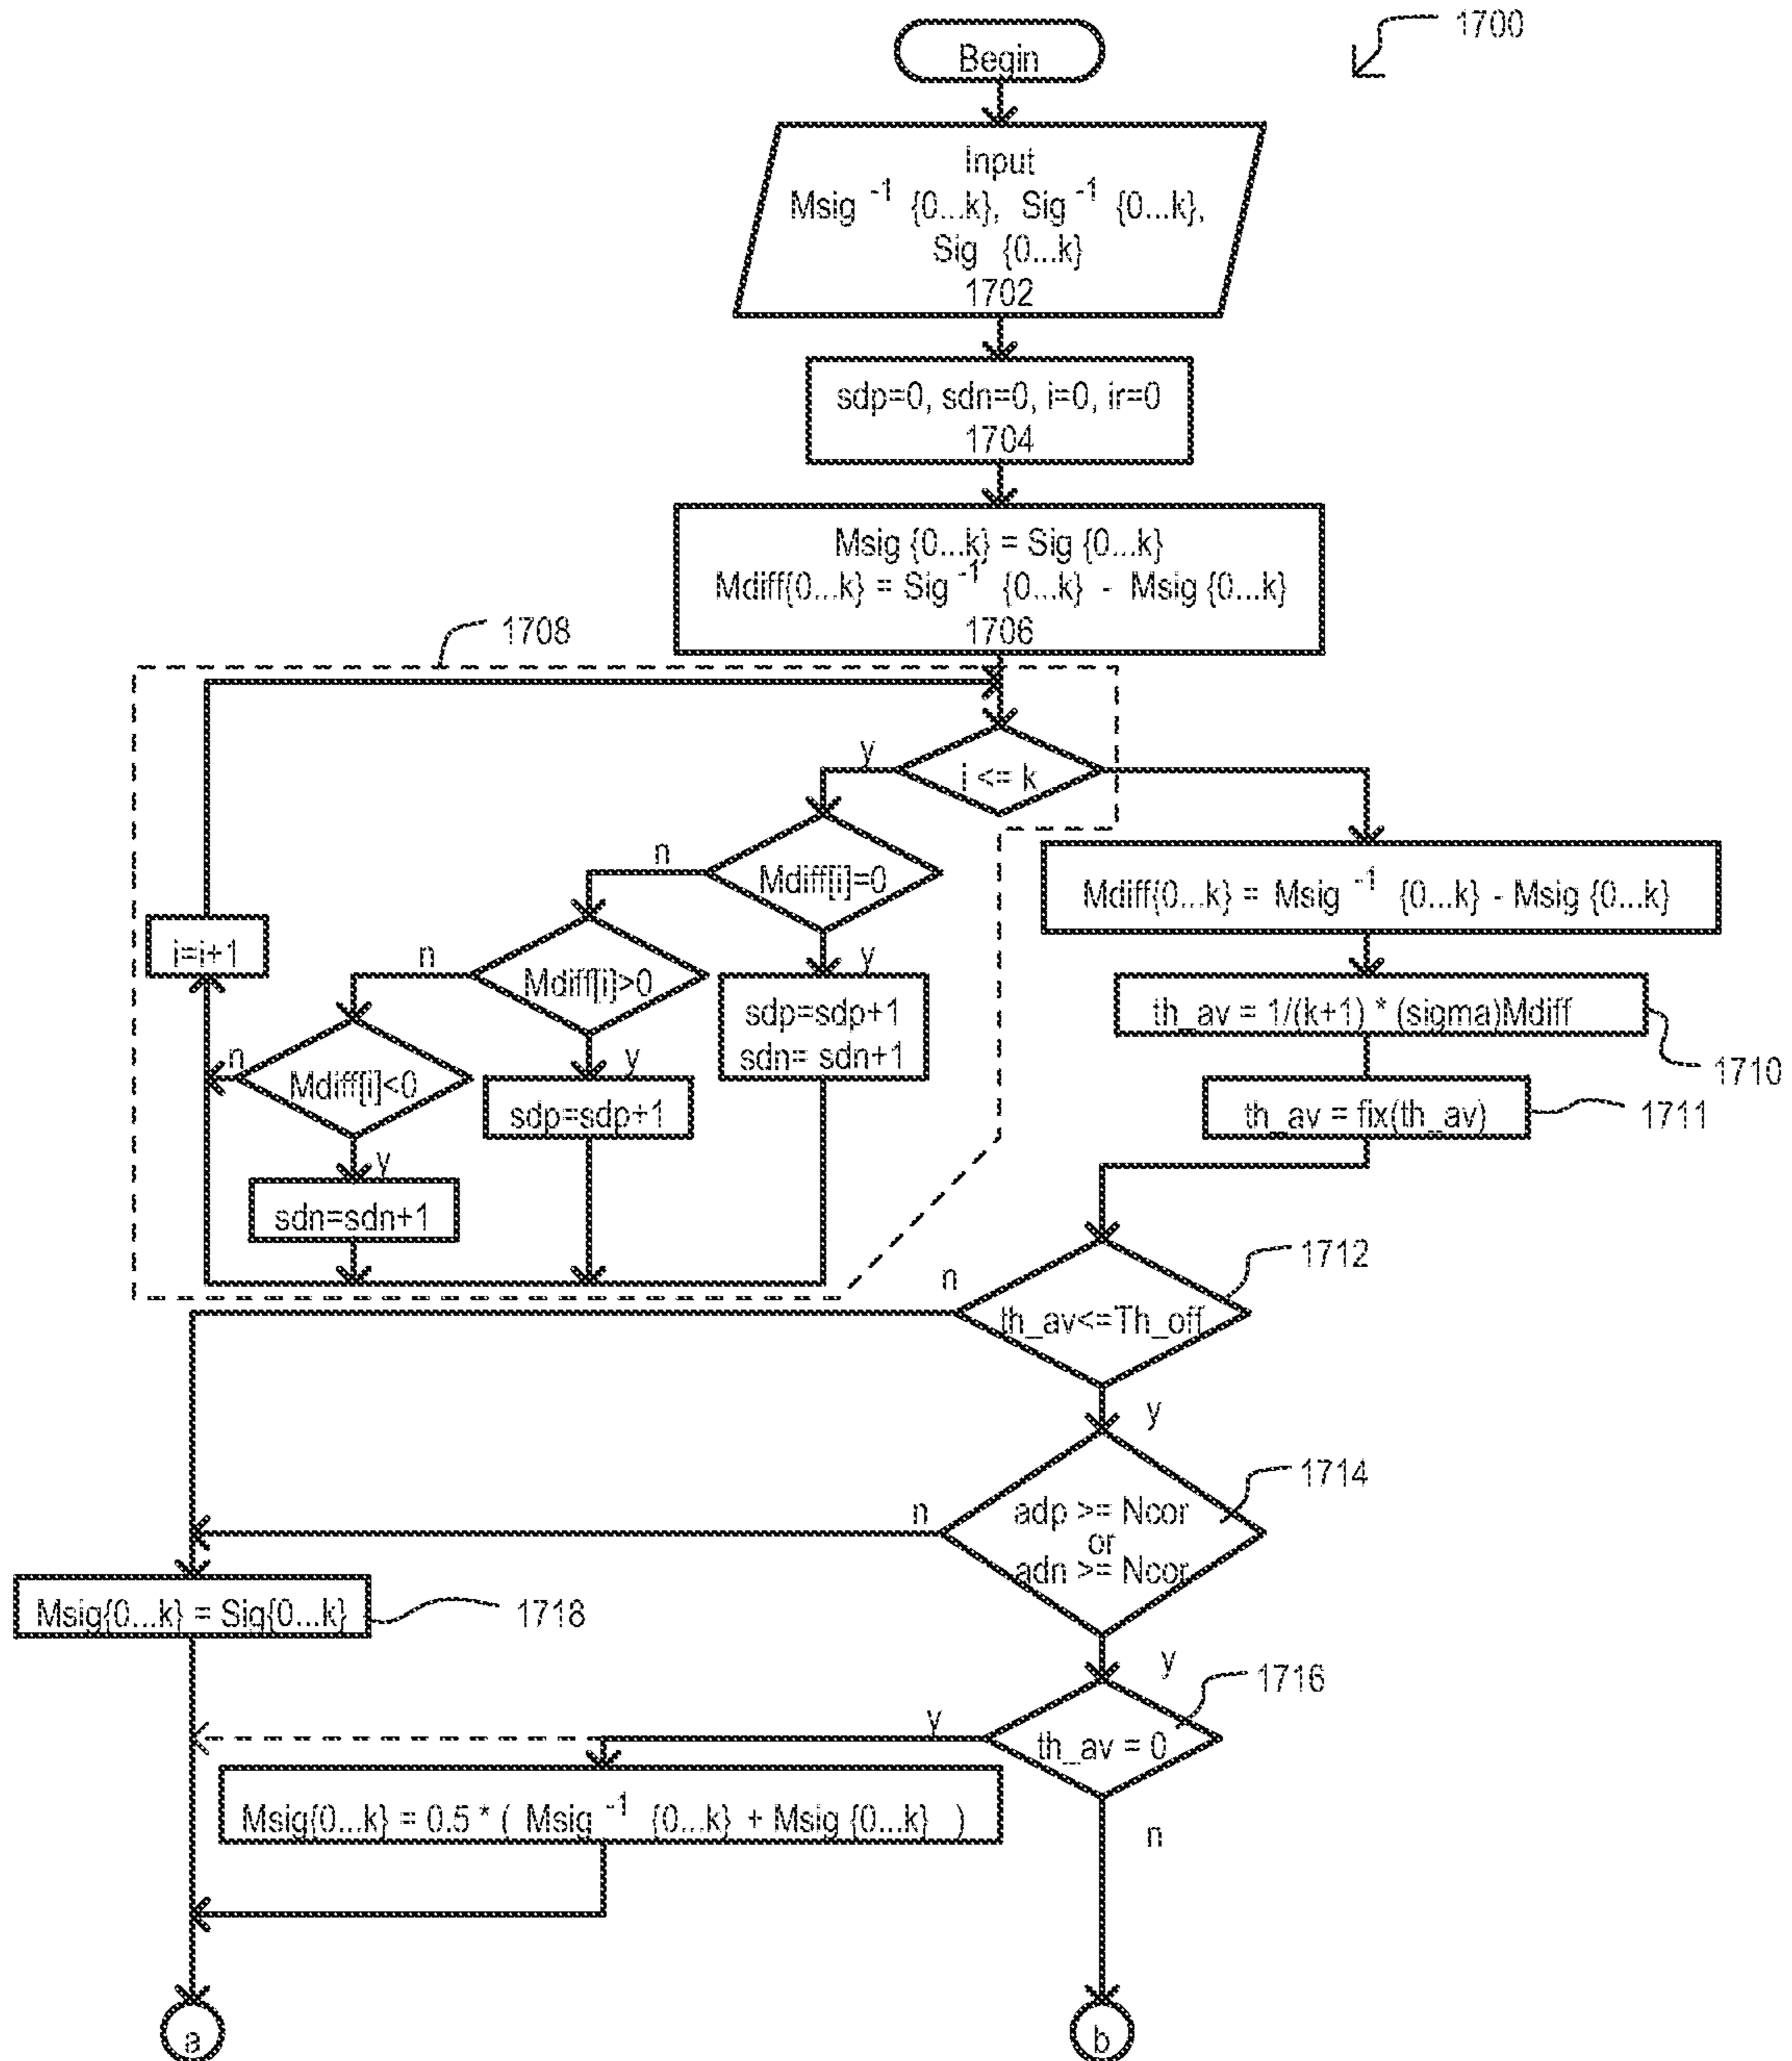 1700
Begin
Input
Msig ⁻¹ {0...k}, Sig ⁻¹ {0...k},
Sig {0...k}
1702
sdp=0, sdn=0, i=0, ir=0
1704
Msig {0...k} = Sig {0...k}
Mdiff{0...k} = Sig ⁻¹ {0...k} - Msig {0...k}
1706
1708
i <= k
y
Mdiff[i]=0
n
y
Mdiff{0...k} = Msig ⁻¹ {0...k} - Msig {0...k}
i=i+1
Mdiff[i]>0
n
y
sdp=sdp+1
sdn= sdn+1
th_av = 1/(k+1) * (sigma)Mdiff
1710
Mdiff[i]<0
n
y
sdp=sdp+1
th_av = fix(th_av)
1711
sdn=sdn+1
1712
n
th_av<=Th_off
y
1714
n
adp >= Ncor
or
adn >= Ncor
y
Msig{0...k} = Sig{0...k}
1718
1716
y
th_av = 0
Msig{0...k} = 0.5 * ( Msig ⁻¹ {0...k} + Msig {0...k} )
n
a
b